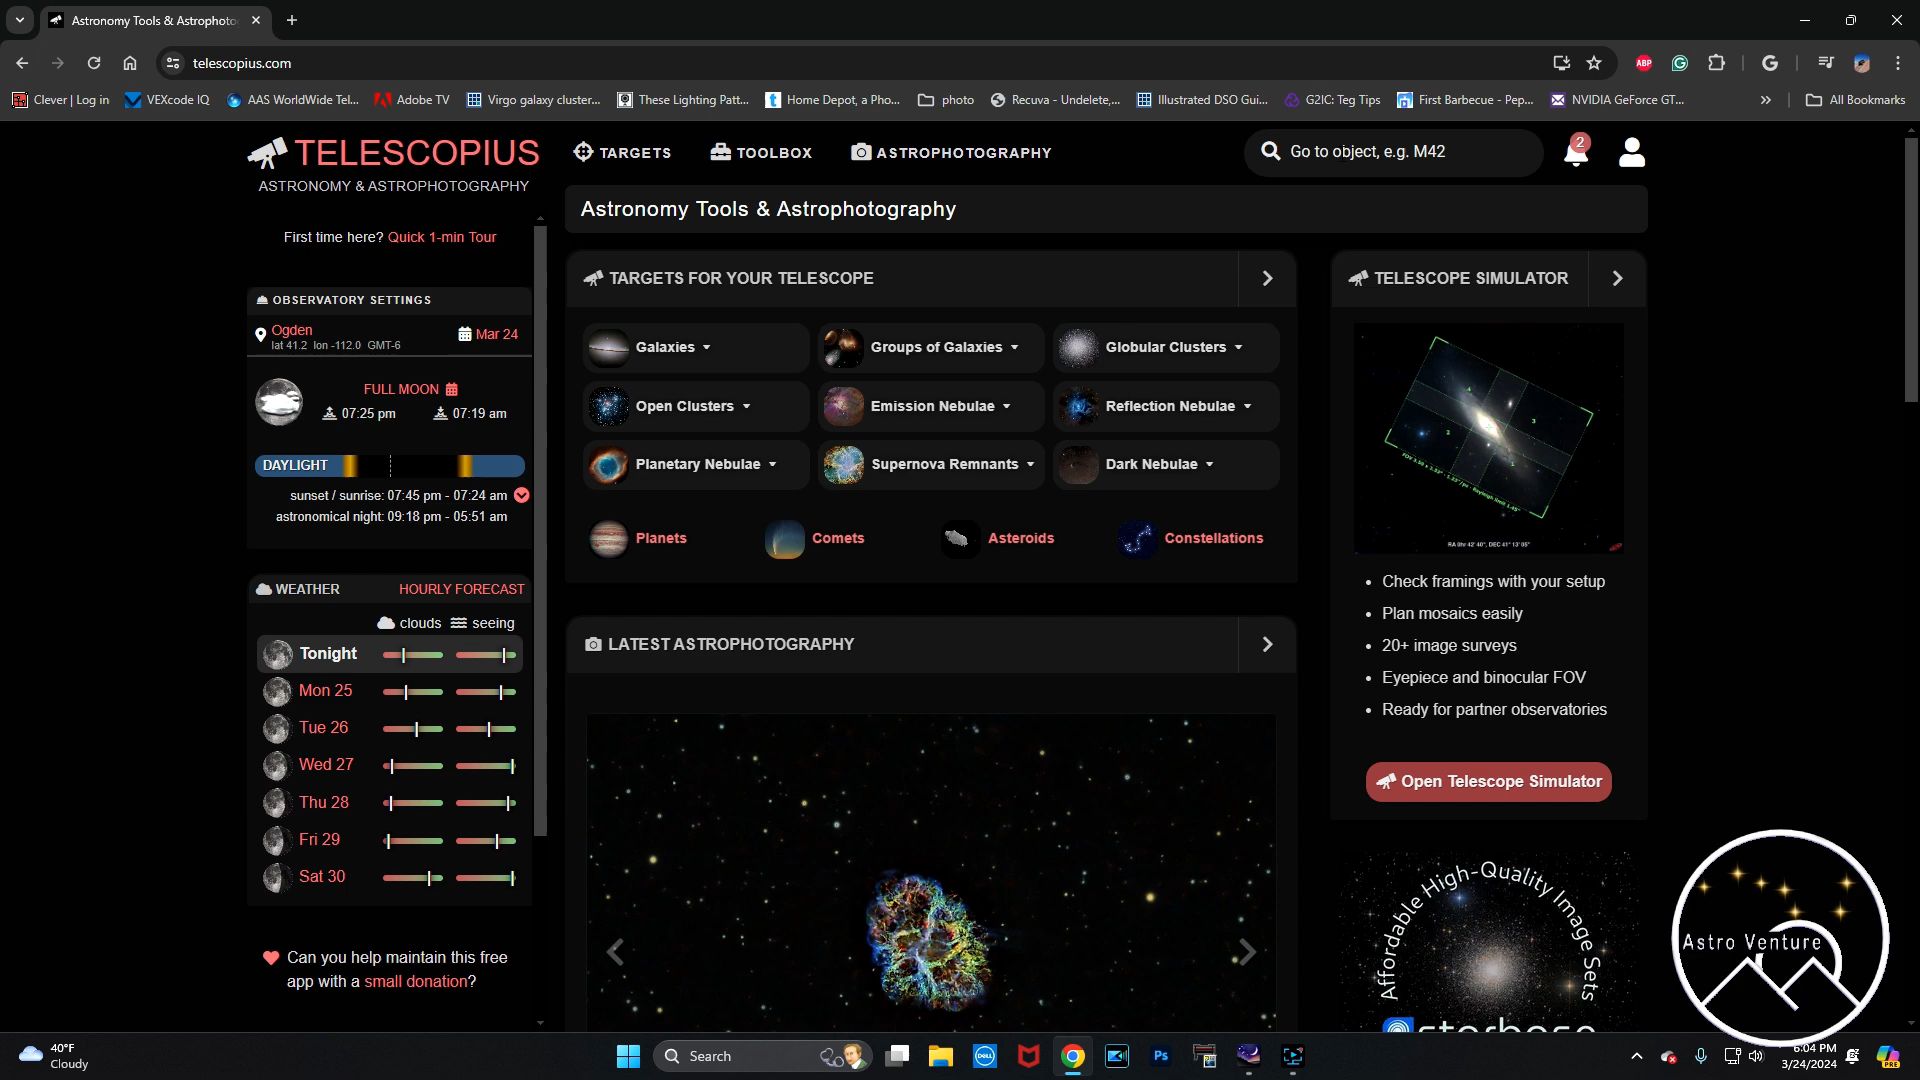 Astronomy Tools & Astrophoto
telescopius.com
Clever | Log in
VEXcode IQ
AAS WorldWide Tel...
Adobe TV
Virgo galaxy cluster...
These Lighting Patt...
Home Depot, a Pho...
photo
Recuva - Undelete,...
Illustrated DSO Gui...
G2IC: Teg Tips
First Barbecue - Pep...
NVIDIA GeForce GT...
All Bookmarks
TELESCOPIUS
ASTRONOMY & ASTROPHOTOGRAPHY
TARGETS
TOOLBOX
ASTROPHOTOGRAPHY
Go to object, e.g. M42
2
First time here? Quick 1-min Tour
OBSERVATORY SETTINGS
Ogden
Mar 24
lat 41.2 lon -112.0 GMT-6
FULL MOON
07:25 pm
07:19 am
DAYLIGHT
sunset / sunrise: 07:45 pm - 07:24 am
astronomical night: 09:18 pm - 05:51 am
WEATHER
HOURLY FORECAST
clouds
seeing
Tonight
Mon 25
Tue 26
Wed 27
Thu 28
Fri 29
Sat 30
Can you help maintain this free
app with a small donation?
Astronomy Tools & Astrophotography
TARGETS FOR YOUR TELESCOPE
Galaxies
Groups of Galaxies
Globular Clusters
Open Clusters
Emission Nebulae
Reflection Nebulae
Planetary Nebulae
Supernova Remnants
Dark Nebulae
Planets
Comets
Asteroids
Constellations
LATEST ASTROPHOTOGRAPHY
TELESCOPE SIMULATOR
Check framings with your setup
Plan mosaics easily
20+ image surveys
Eyepiece and binocular FOV
Ready for partner observatories
Open Telescope Simulator
Affordable High-Quality Image Sets
Astro Venture
40°F
Cloudy
Search
6:04 PM
3/24/2024